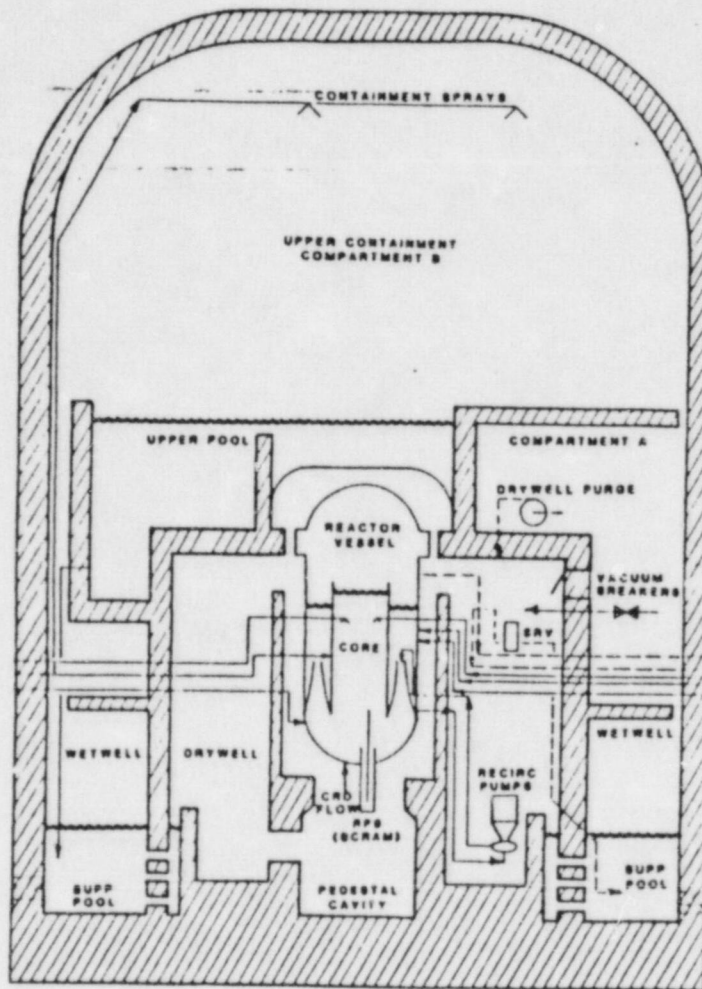 CONTAINMENT SPRAYS
UPPER CONTAINMENT
COMPARTMENT B
UPPER POOL
COMPARTMENT A
DRYWELL PURGE
REACTOR
VESSEL
VACUUM
BREAKERS
SRV
CORE
WETWELL
DRYWELL
WETWELL
RECIRC
PUMPS
CRD
FLOW
RPS
(SCRAM)
SUPP
POOL
PEDESTAL
CAVITY
SUPP
POOL